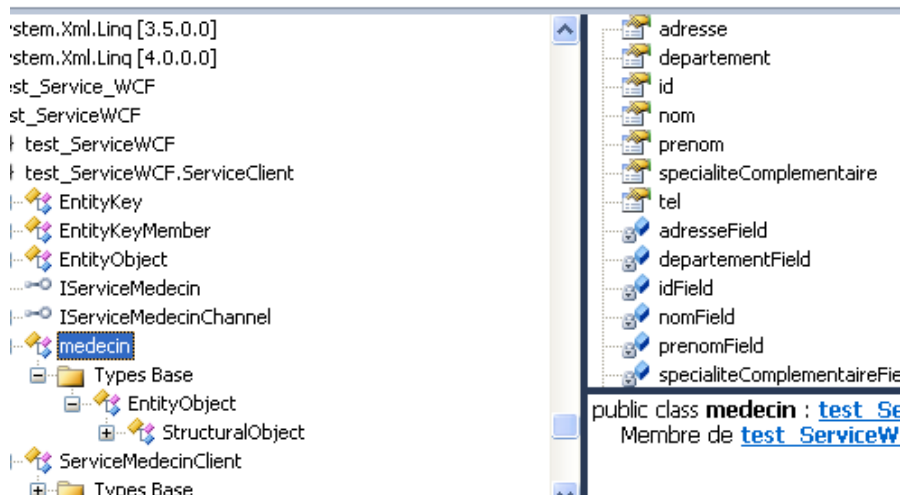 stem.Xml.Linq [3.5.0.0]
stem.Xml.Linq [4.0.0.0]
est_Service_WCF
st_ServiceWCF
test_ServiceWCF
test_ServiceWCF.ServiceClient
EntityKey
EntityKeyMember
EntityObject
IServiceMedecin
IServiceMedecinChannel
medecin
Types Base
EntityObject
StructuralObject
ServiceMedecinClient
Types Base
adresse
departement
id
nom
prenom
specialiteComplementaire
tel
adresseField
departementField
idField
nomField
prenomField
specialiteComplementaireFie
public class medecin : test_Se
Membre de test_ServiceW